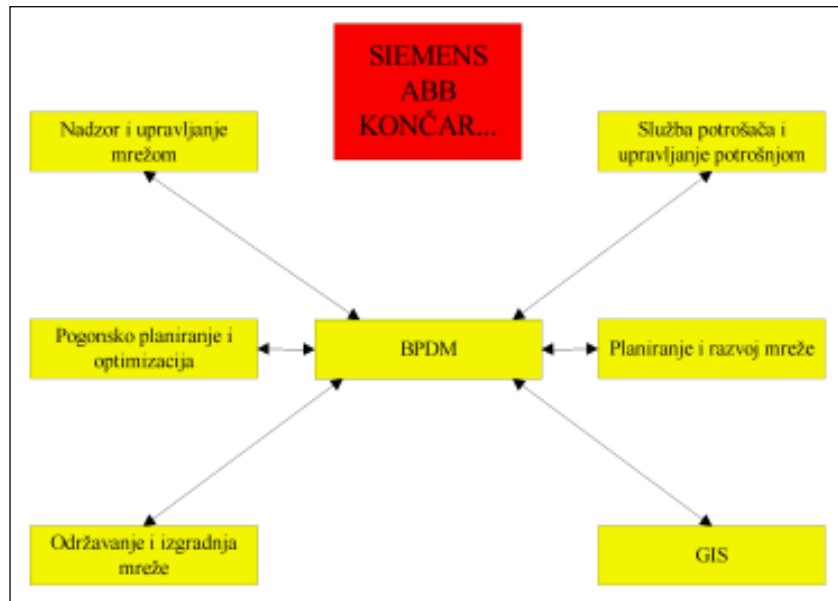 SIEMENS
ABB
KONČAR...
Nadzor i upravljanje
mrežom
Služba potrošača i
upravljanje potrošnjom
Pogonsko planiranje i
optimizacija
BPDM
Planiranje i razvoj mreže
Održavanje i izgradnja
mreže
GIS